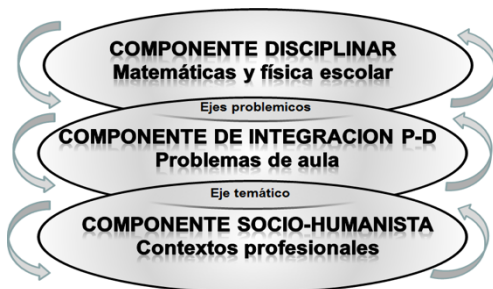 COMPONENTE DISCIPLINAR
Matemáticas y física escolar
Ejes problemicos
COMPONENTE DE INTEGRACION P-D
Problemas de aula
Eje temático
COMPONENTE SOCIO-HUMANISTA
Contextos profesionales